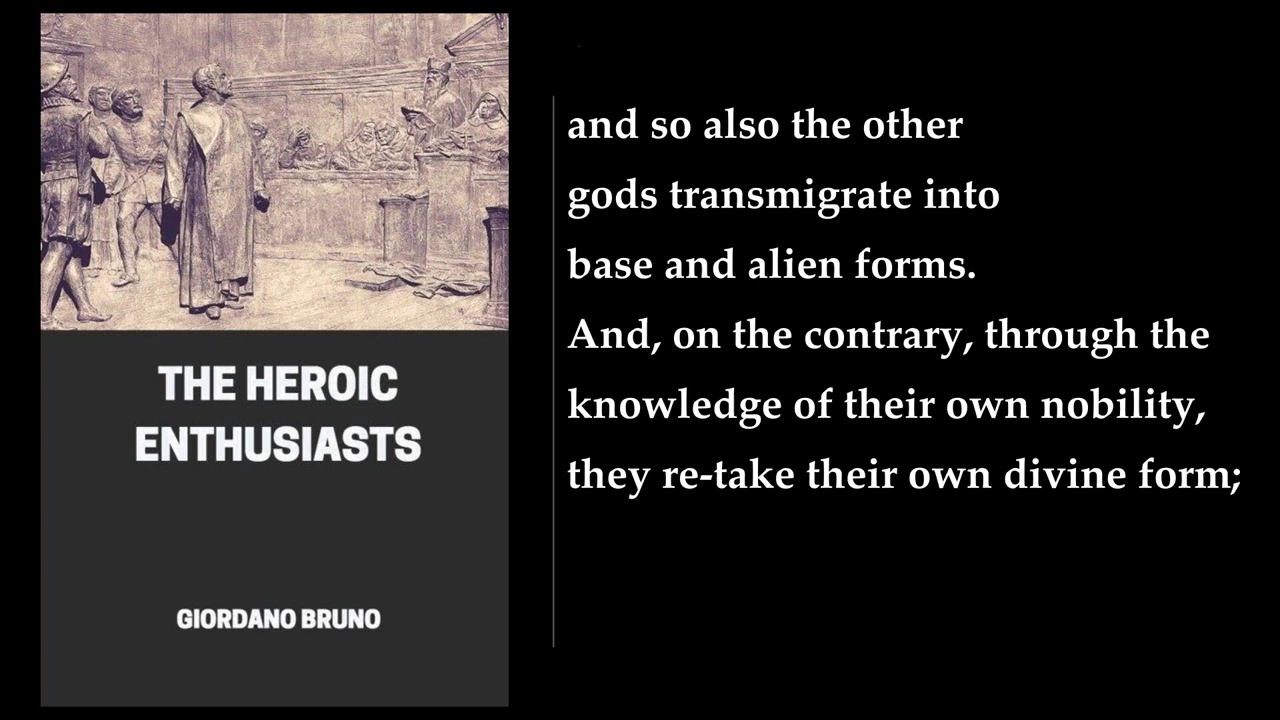 THE HEROIC
ENTHUSIASTS
GIORDANO BRUNO
and so also the other
gods transmigrate into
base and alien forms.
And, on the contrary, through the
knowledge of their own nobility,
they re-take their own divine form;